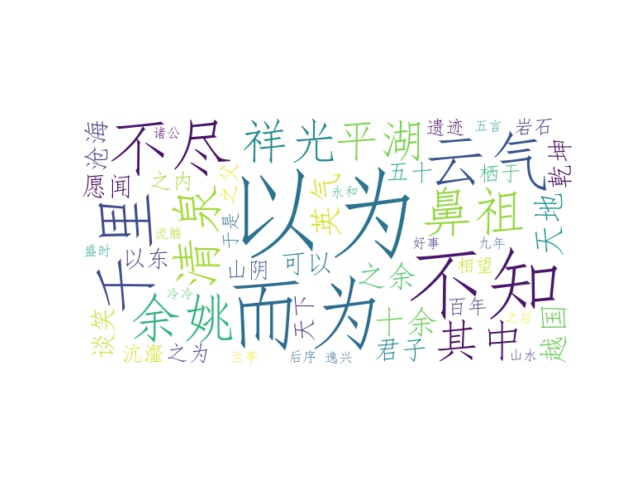 沧海
不尽
诸公
祥光
平湖
遗迹
五言
岩石
愿闻
之内
之父
以为
英气
永和
五十
云气
栖于
乾坤
千里
清泉
流觞
于是
鼻祖
天地
盛时
以东
山阴
可以
好事
九年
不知
相望
谈笑
冷冷
余姚
而为
天下
之余
十余
百年
之后
沆瀣
之为
兰亭
后序
逸兴
君子
其中
山水
越国